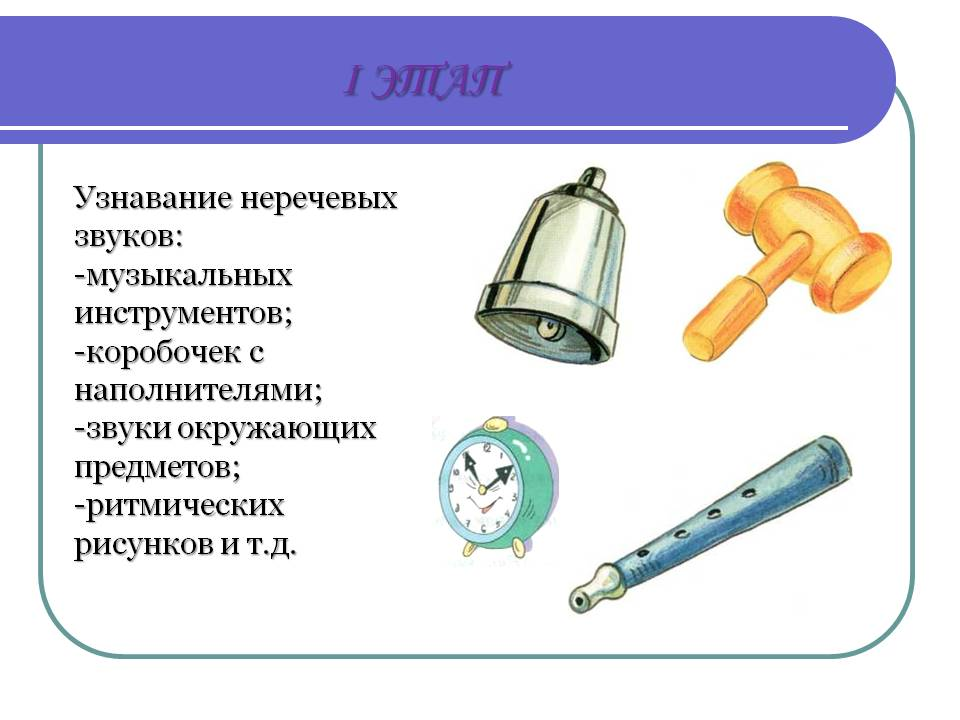 I ЭТАП
Узнавание неречевых
звуков:
-музыкальных
инструментов;
-коробочек с
наполнителями;
-звуки окружающих
предметов;
-ритмических
рисунков и т.д.